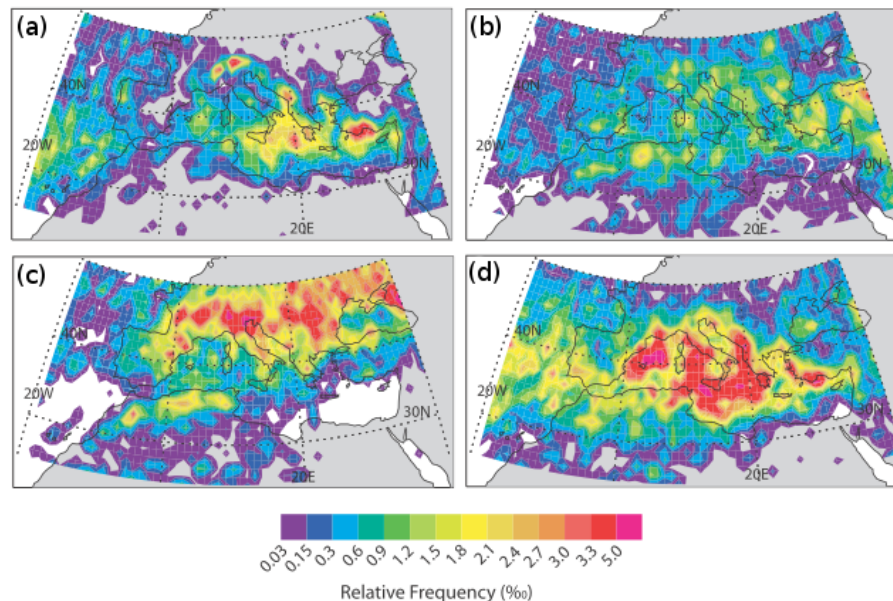 (a)
40N
20W
30N
20E
(b)
40N
20W
30N
20E
(c)
40N
20W
30N
20E
(d)
40N
20W
30N
20E
0.03 0.15 0.3 0.6 0.9 1.2 1.5 1.8 2.1 2.4 2.7 3.0 3.3 5.0
Relative Frequency (‰)